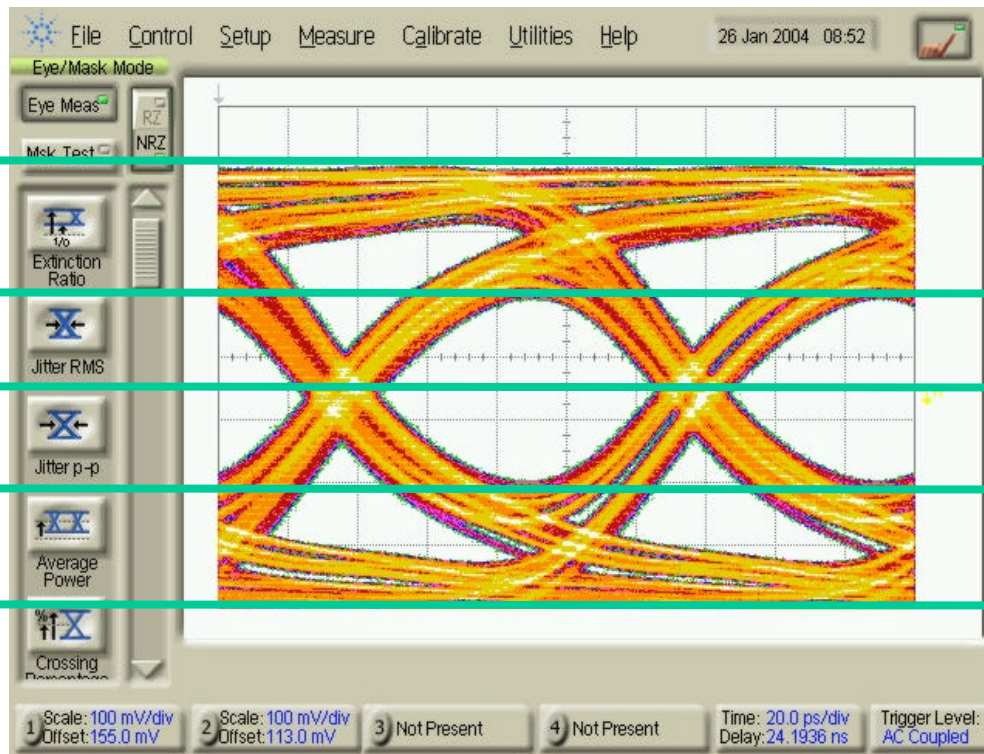 File Control Setup Measure Calibrate Utilities Help 26 Jan 2004 08:52
Eye/Mask Mode
Eye Meas
RZ
NRZ
Msk Test
1/0
Extinction
Ratio
Jitter RMS
Jitter p-p
Average
Power
%
Crossing
Percentage
1 Scale: 100 mV/div
Offset: 155.0 mV
2 Scale: 100 mV/div
Offset: 113.0 mV
3 Not Present
4 Not Present
Time: 20.0 ps/div
Delay: 24.1936 ns
Trigger Level:
AC Coupled